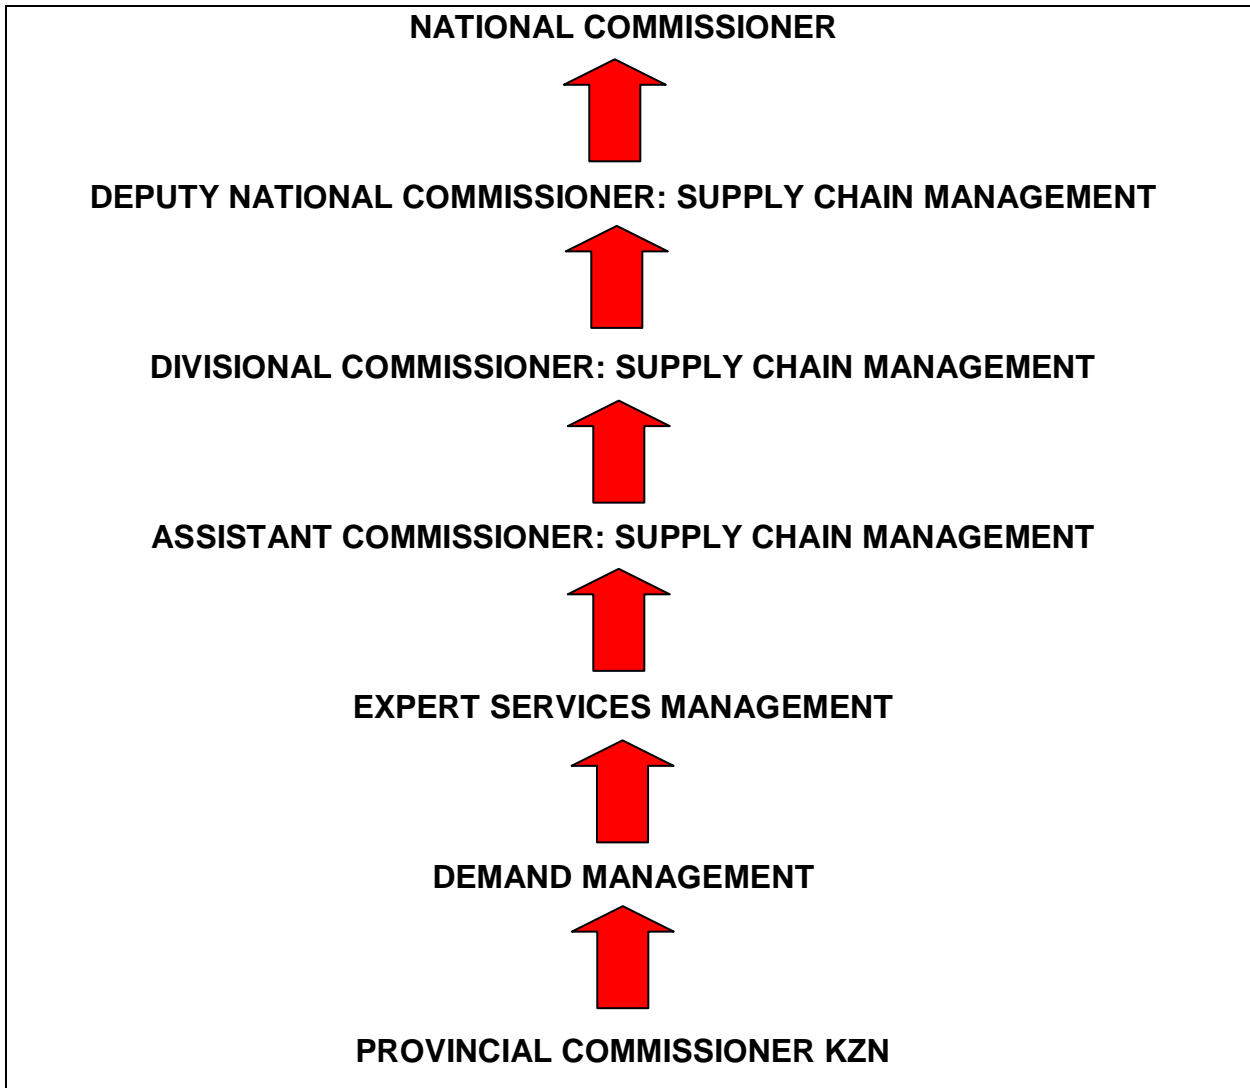 NATIONAL COMMISSIONER
DEPUTY NATIONAL COMMISSIONER: SUPPLY CHAIN MANAGEMENT
DIVISIONAL COMMISSIONER: SUPPLY CHAIN MANAGEMENT
ASSISTANT COMMISSIONER: SUPPLY CHAIN MANAGEMENT
EXPERT SERVICES MANAGEMENT
DEMAND MANAGEMENT
PROVINCIAL COMMISSIONER KZN